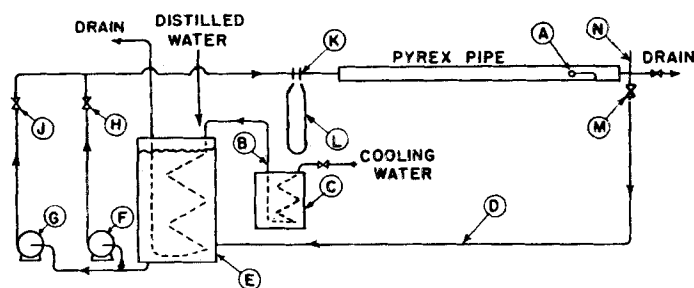 DISTILLED
WATER
DRAIN
K
A
N
PYREX PIPE
DRAIN
J
H
M
L
B
COOLING
WATER
C
G
F
D
E